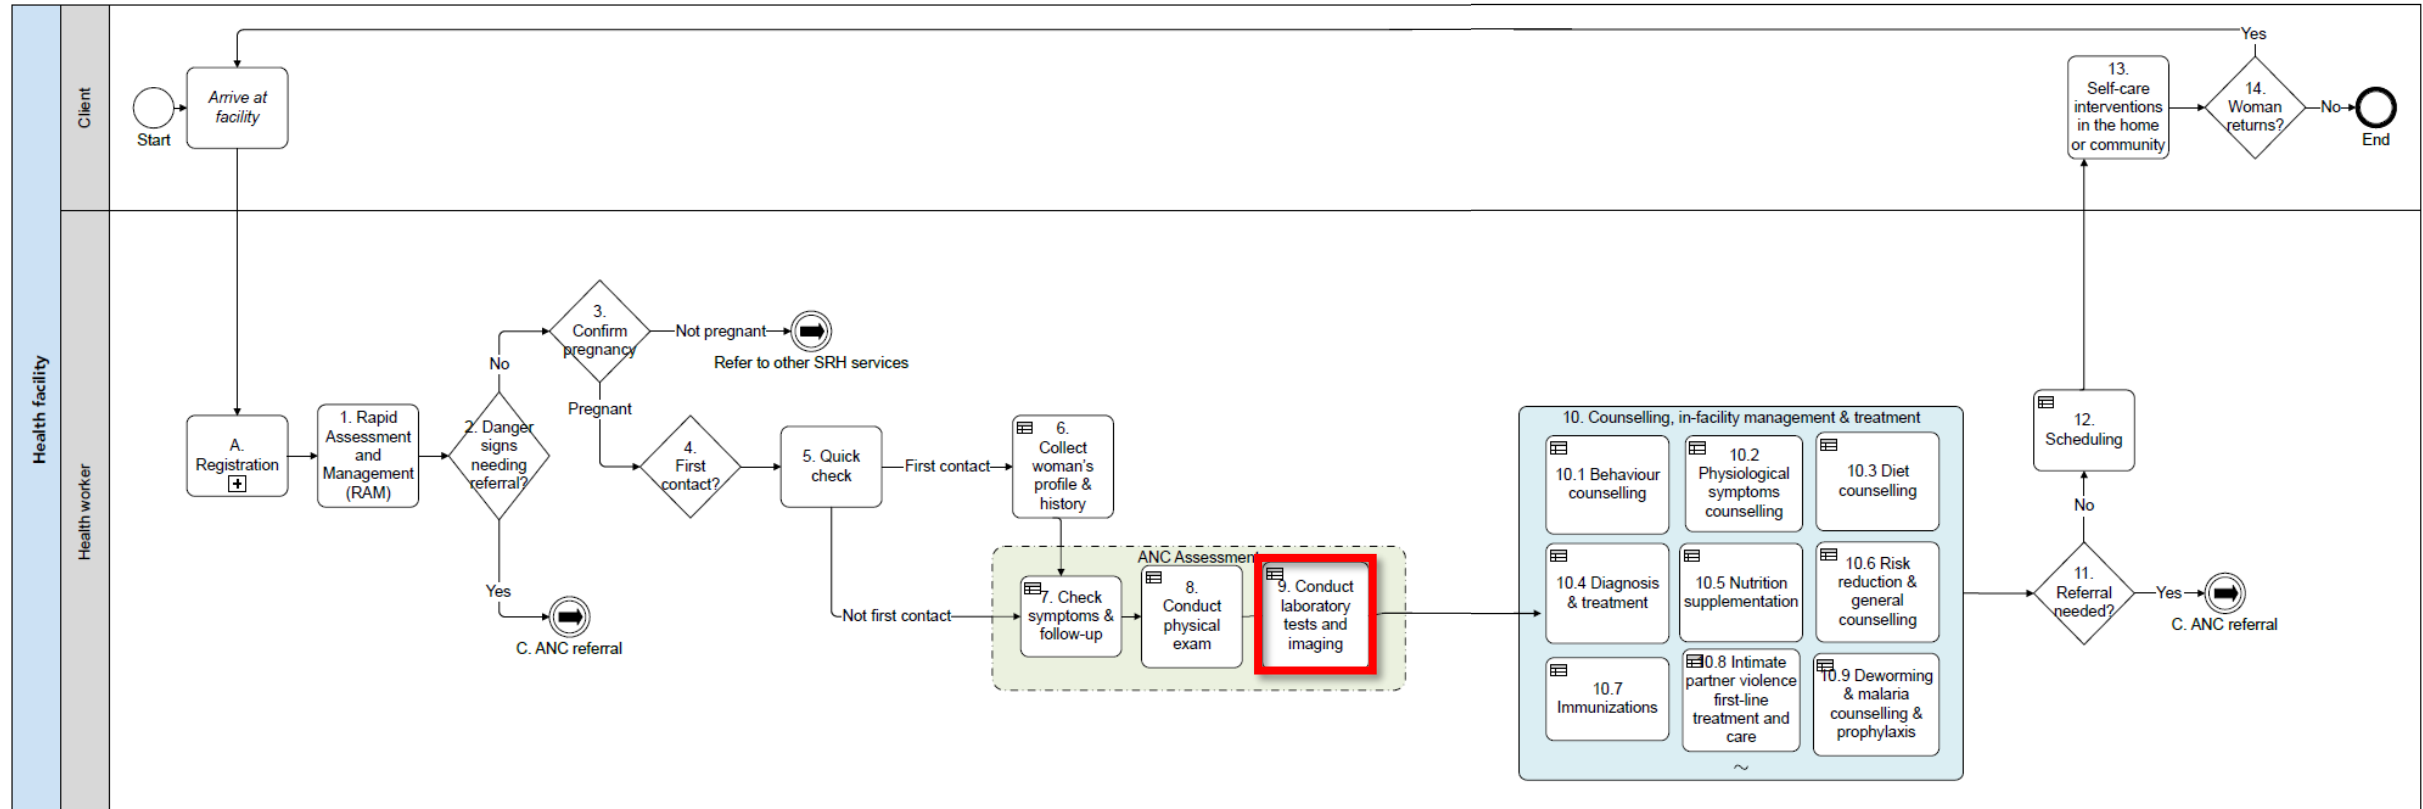 Health facility
Client
Health worker
Start
Arrive at
facility
A.
Registration
1. Rapid
Assessment
and
Management
(RAM)
2. Danger
signs
needing
referral?
No
Yes
C. ANC referral
3.
Confirm
pregnancy
Not pregnant
Refer to other SRH services
Pregnant
4.
First
contact?
5. Quick
check
First contact
Not first contact
6.
Collect
woman's
profile &
history
ANC Assessment
7. Check
symptoms &
follow-up
8.
Conduct
physical
exam
9. Conduct
laboratory
tests and
imaging
10. Counselling, in-facility management & treatment
10.1 Behaviour
counselling
10.2
Physiological
symptoms
counselling
10.3 Diet
counselling
10.4 Diagnosis
& treatment
10.5 Nutrition
supplementation
10.6 Risk
reduction &
general
counselling
10.7
Immunizations
10.8 Intimate
partner violence
first-line
treatment and
care
10.9 Deworming
& malaria
counselling &
prophylaxis
~
11.
Referral
needed?
Yes
C. ANC referral
No
12.
Scheduling
13.
Self-care
interventions
in the home
or community
14.
Woman
returns?
Yes
No
End